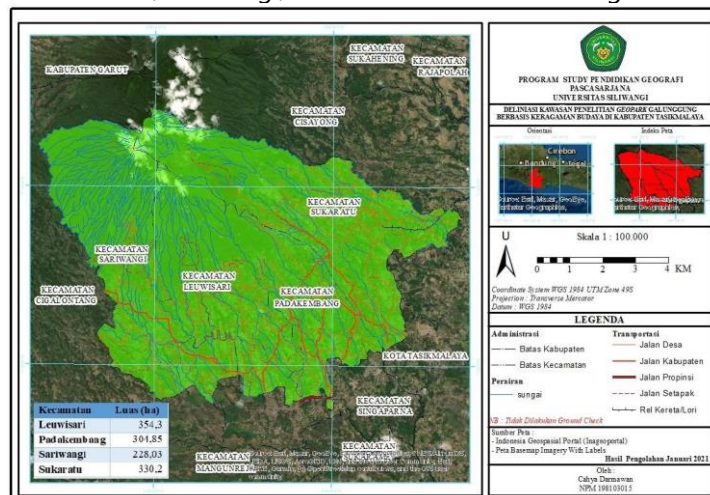 KABUPATEN GARUT
KECAMATAN
SUKAHENING
KECAMATAN
RAJAPOLAH
KECAMATAN
CISAYONG
KECAMATAN
SUKARATU
KECAMATAN
SARIWANGI
KECAMATAN
LEUWISARI
KECAMATAN
CIGALONTANG
KECAMATAN
PADAKEMBANG
KOTA TASIKMALAYA
KECAMATAN
SINGAPARNA
KECAMATAN
KECAMATAN
Kecamatan Luas (ha)
Leuwisari 354,3
Padakembang 304,85
Sariwangi 228,03
Sukaratu 330,2
PROGRAM STUDY PENDIDIKAN GEOGRAFI
PASCASARJANA
UNIVERSITAS SILIWANGI
DELINIASI KAWASAN PENELITIAN GEOPARK GALUNGGUNG
BERBASIS KERAGAMAN BUDAYA DI KABUPATEN TASIKMALAYA
Orientasi
Indeks Peta
Cirebon
Bandung
Tegal
U
Skala 1 : 100.000
0 0,5 1 2 3 4
KM
Coordinate System WGS 1984 UTM Zone 49S
Projection : Transverse Mercator
Datum : WGS 1984
LEGENDA
Administrasi
Batas Kabupaten
Batas Kecamatan
Perairan
sungai
Transportasi
Jalan Desa
Jalan Kabupaten
Jalan Propinsi
Jalan Setapak
Rel Kereta/Lori
NB : Tidak Dilakukan Ground Check
Sumber Peta :
- Indonesia Geospasial Portal (Inageoportal)
- Peta Basemap Imagery With Labels
Hasil Pengolahan Januari 2021
Oleh :
Cahya Darmawan
NPM 198103015